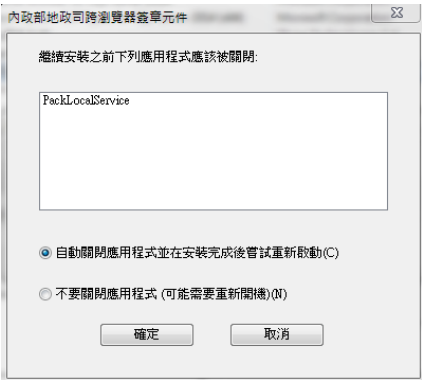 內政部地政司跨瀏覽器簽章元件
繼續安裝之前下列應用程式應該被關閉:
PackLocalService
自動關閉應用程式並在安裝完成後嘗試重新啟動(C)
不要關閉應用程式 (可能需要重新開機)(N)
確定
取消